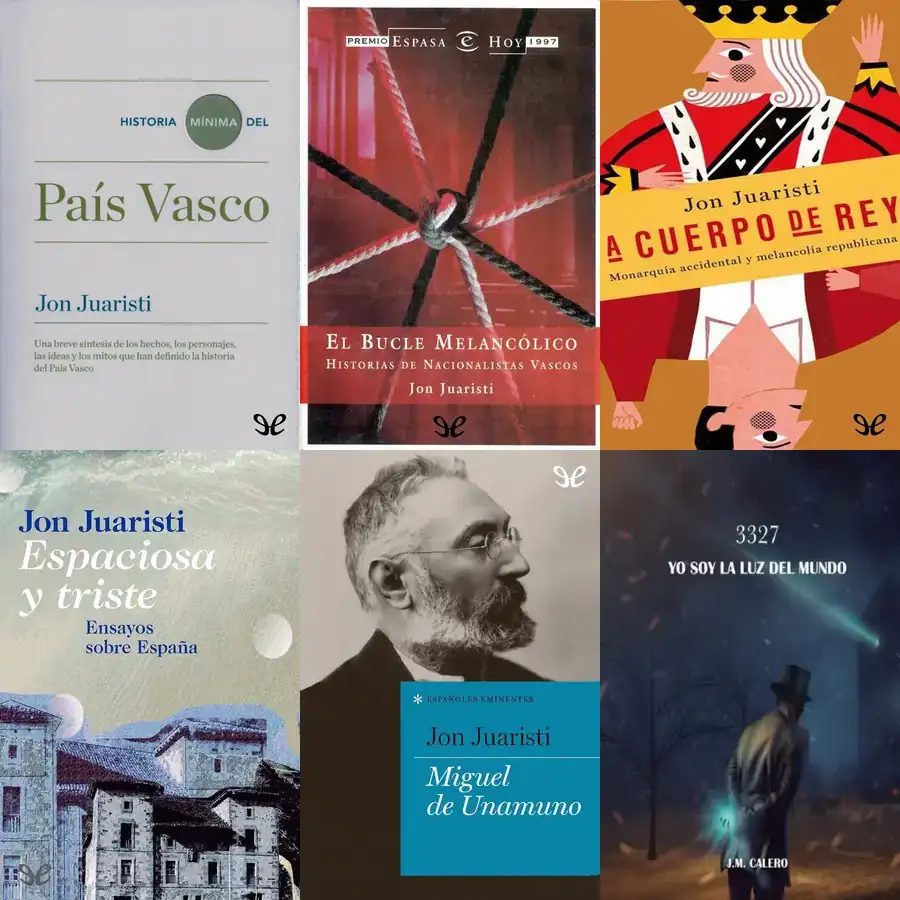 HISTORIA MÍNIMA DEL
País Vasco
Jon Juaristi
Una breve síntesis de los hechos, los personajes,
las ideas y los mitos que han definido la historia
del País Vasco
PREMIO ESPASA e HOY 1997
EL BUCLE MELANCÓLICO
HISTORIAS DE NACIONALISTAS VASCOS
Jon Juaristi
Jon Juaristi
A CUERPO DE REY
Monarquía accidental y melancolía republicana
Jon Juaristi
Espaciosa
y triste
Ensayos
sobre España
* ESPAÑOLES EMINENTES
Jon Juaristi
Miguel
de Unamuno
3327
YO SOY LA LUZ DEL MUNDO
J.M. CALERO